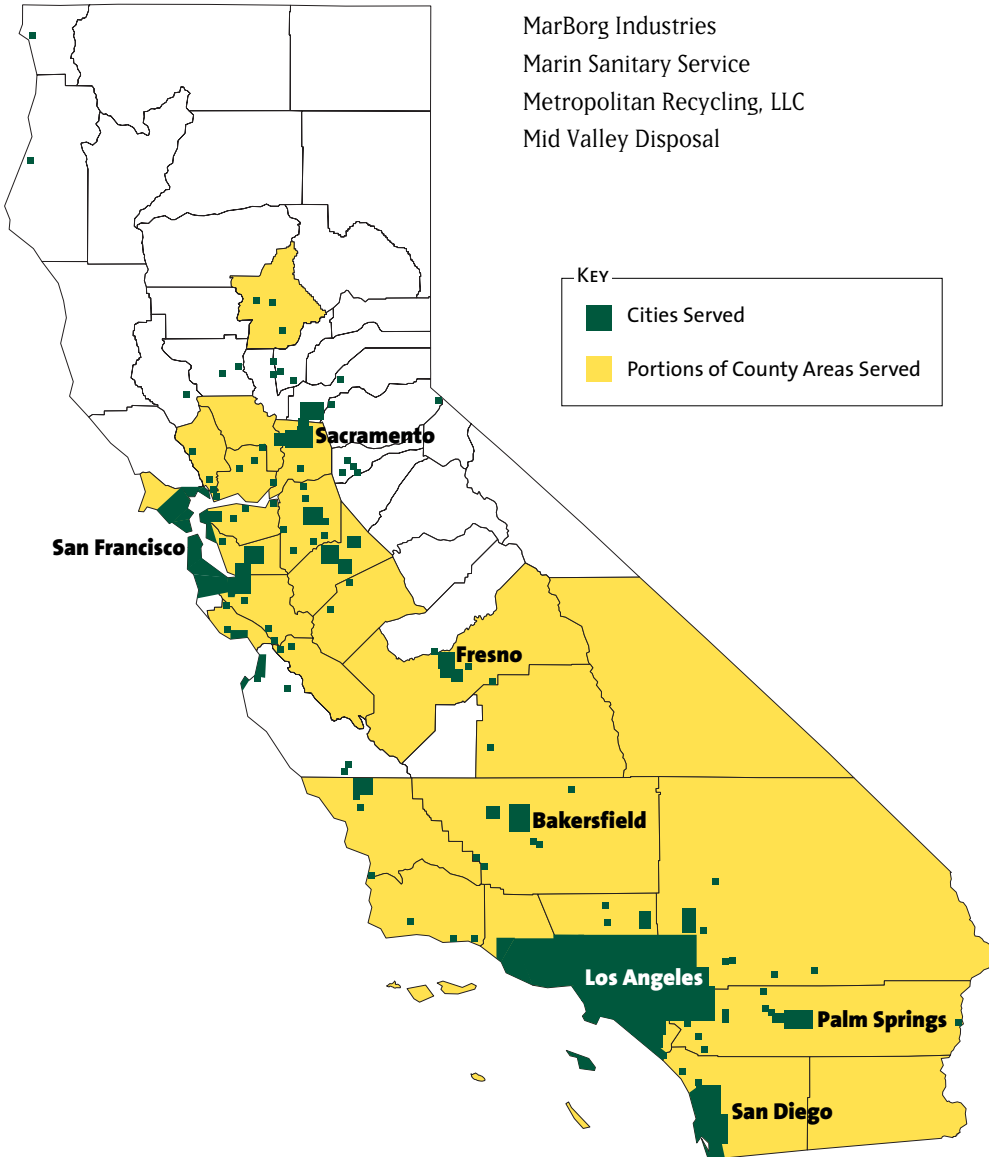 MarBorg Industries
Marin Sanitary Service
Metropolitan Recycling, LLC
Mid Valley Disposal
KEY
Cities Served
Portions of County Areas Served
Sacramento
San Francisco
Fresno
Bakersfield
Los Angeles
Palm Springs
San Diego